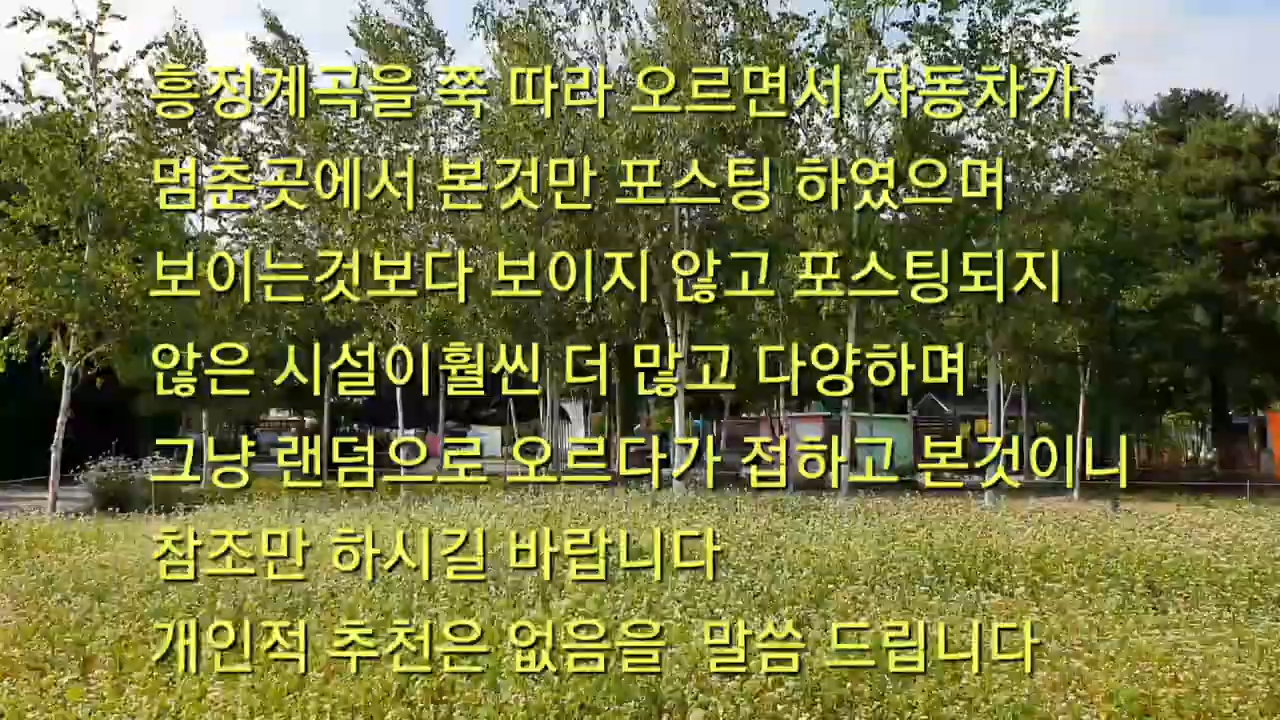 흥정계곡을 쭉 따라 오르면서 자동차가
멈춘곳에서 본것만 포스팅 하였으며
보이는것보다 보이지 않고 포스팅되지
않은 시설이훨씬 더 많고 다양하며
그냥 랜덤으로 오르다가 접하고 본것이니
참조만 하시길 바랍니다
개인적 추천은 없음을 말씀 드립니다